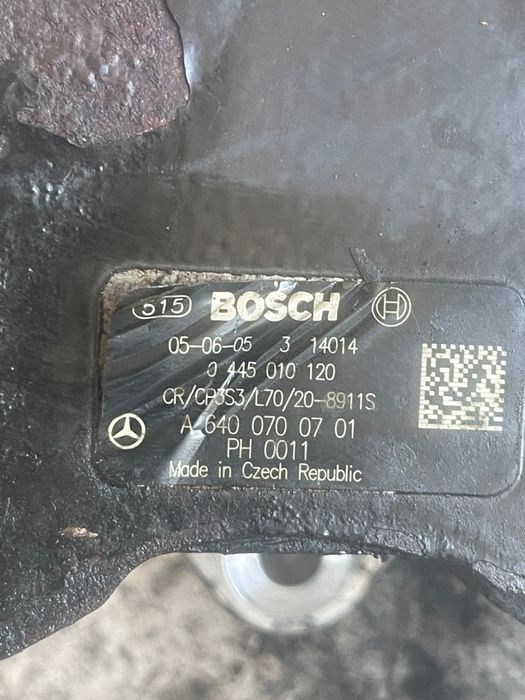 515 BOSCH
05-06-05 3 14014
0 445 010 120
CR/CP3S3/L70/20-8911S
A 640 070 07 01
PH 0011
Made in Czech Republic